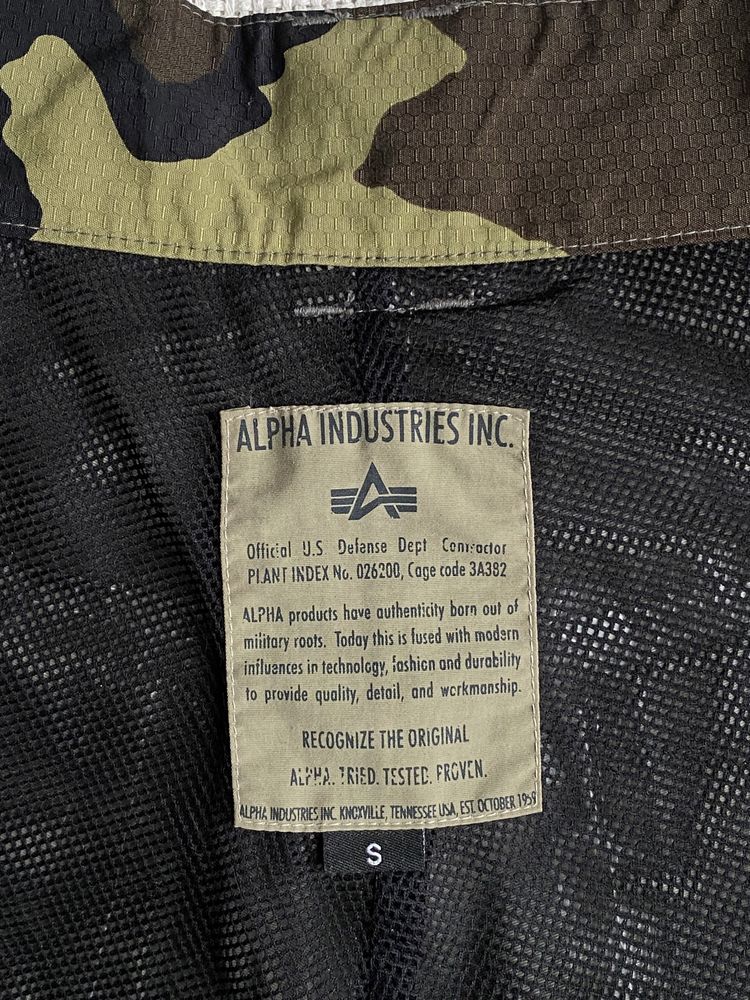 ALPHA INDUSTRIES INC.
Official U.S Defense Dept Contractor
PLANT INDEX No. 026200, Cage code 3A382
ALPHA products have authenticity born out of
military roots. Today this is fused with modern
influences in technology, fashion and durability
to provide quality, detail, and workmanship.
RECOGNIZE THE ORIGINAL
ALPHA. TRIED. TESTED. PROVEN.
ALPHA INDUSTRIES INC. KNOXVILLE, TENNESSEE USA, EST. OCTOBER 1959
S